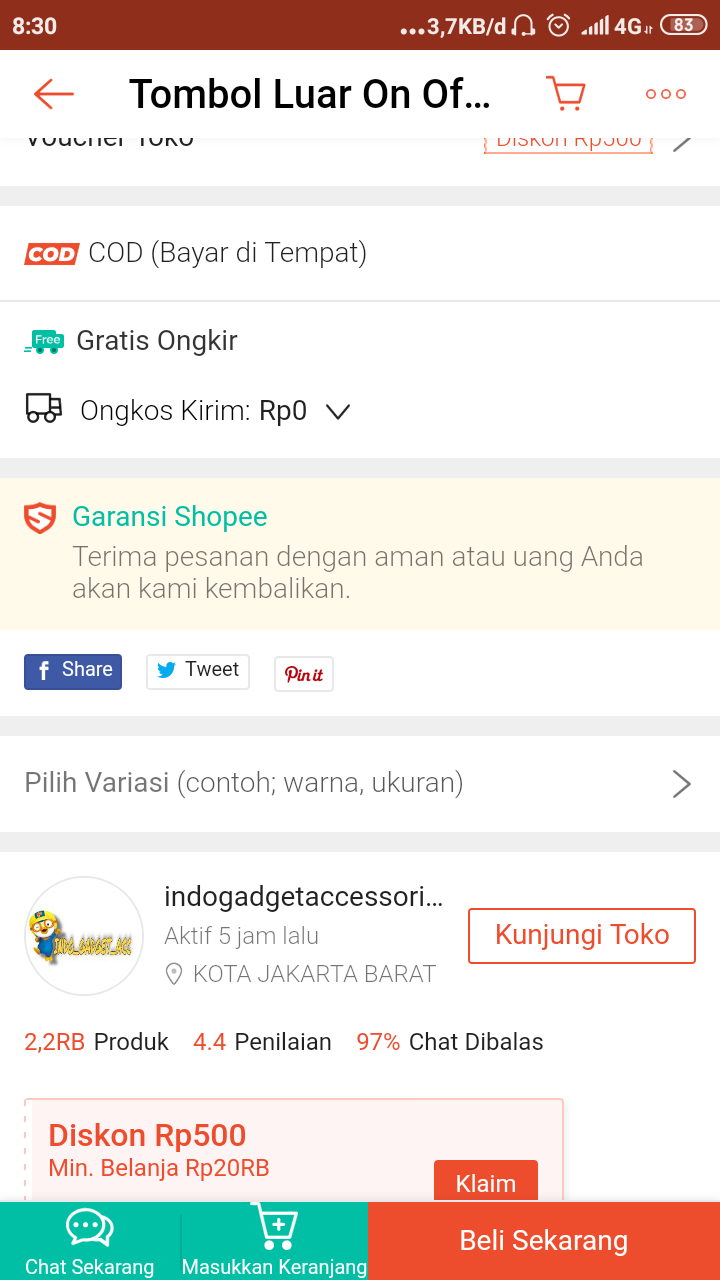 8:30 ...3,7KB/d 4G 83
Tombol Luar On Of...
Voucher Toko Diskon Rp500
COD COD (Bayar di Tempat)
Free Gratis Ongkir
Ongkos Kirim: Rp0
Garansi Shopee
Terima pesanan dengan aman atau uang Anda
akan kami kembalikan.
f Share Tweet Pin it
Pilih Variasi (contoh; warna, ukuran)
indogadgetaccessori...
Aktif 5 jam lalu
KOTA JAKARTA BARAT
INDO_GADGET_ACC
Kunjungi Toko
2,2RB Produk 4.4 Penilaian 97% Chat Dibalas
Diskon Rp500
Min. Belanja Rp20RB
Klaim
Chat Sekarang Masukkan Keranjang Beli Sekarang